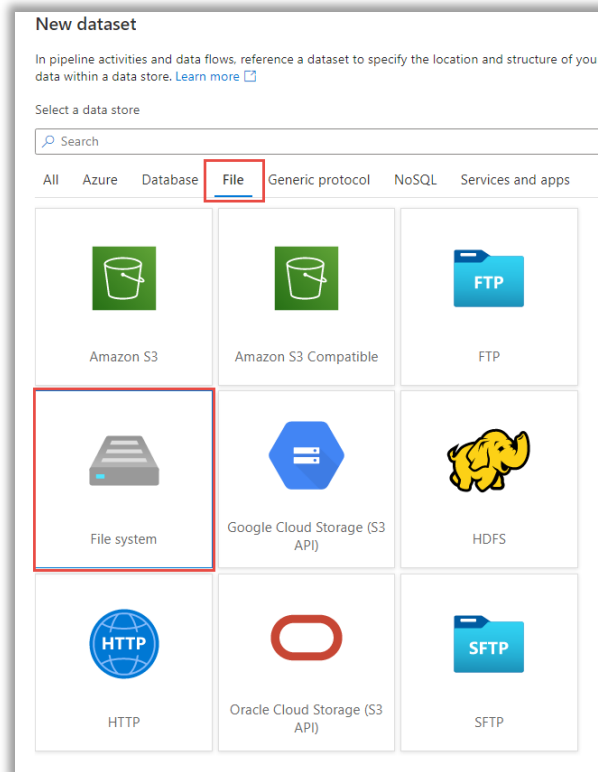 New dataset
In pipeline activities and data flows, reference a dataset to specify the location and structure of you
data within a data store. Learn more
Select a data store
Search
All Azure Database File Generic protocol NoSQL Services and apps
FTP
Amazon S3 Amazon S3 Compatible FTP
File system Google Cloud Storage (S3 HDFS
API)
HTTP SFTP
HTTP Oracle Cloud Storage (S3 SFTP
API)